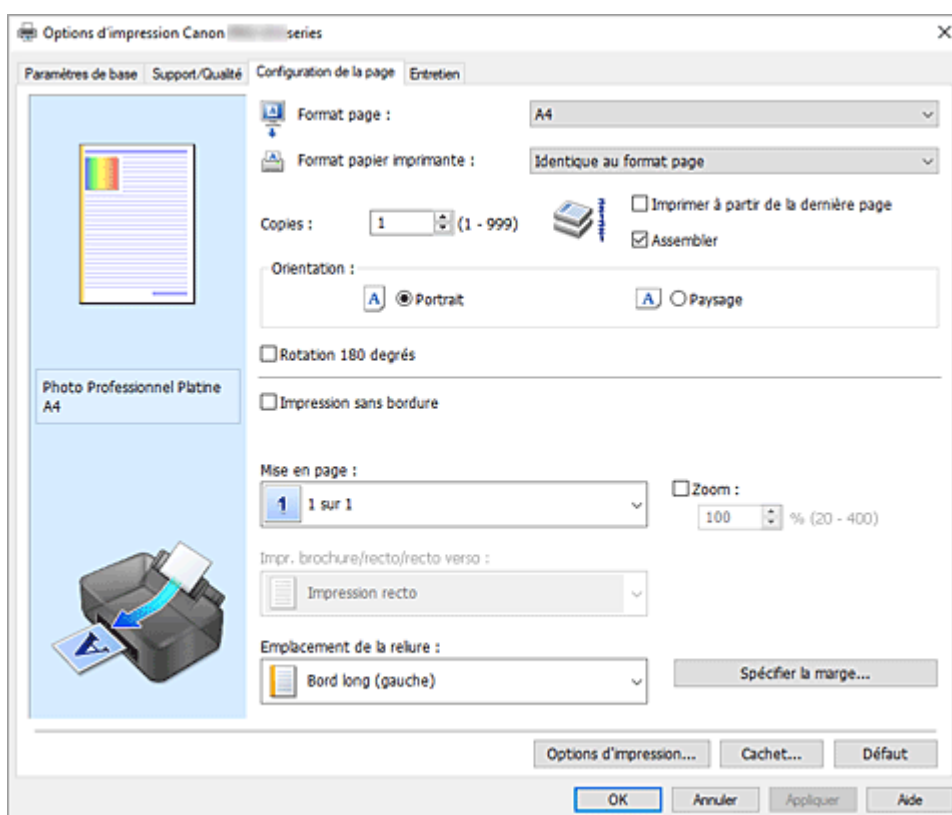 Options d'impression Canon series
Paramètres de base Support/Qualité Configuration de la page Entretien
Format page : A4
Format papier imprimante : Identique au format page
Copies : 1 (1 - 999)
Imprimer à partir de la dernière page
Assembler
Orientation :
A Portrait A Paysage
Rotation 180 degrés
Photo Professionnel Platine
A4
Impression sans bordure
Mise en page :
1 1 sur 1
Zoom :
100 % (20 - 400)
Impr. brochure/recto/recto verso :
Impression recto
Emplacement de la reliure :
Bord long (gauche)
Spécifier la marge...
A
Options d'impression... Cachet... Défaut
OK Annuler Appliquer Aide